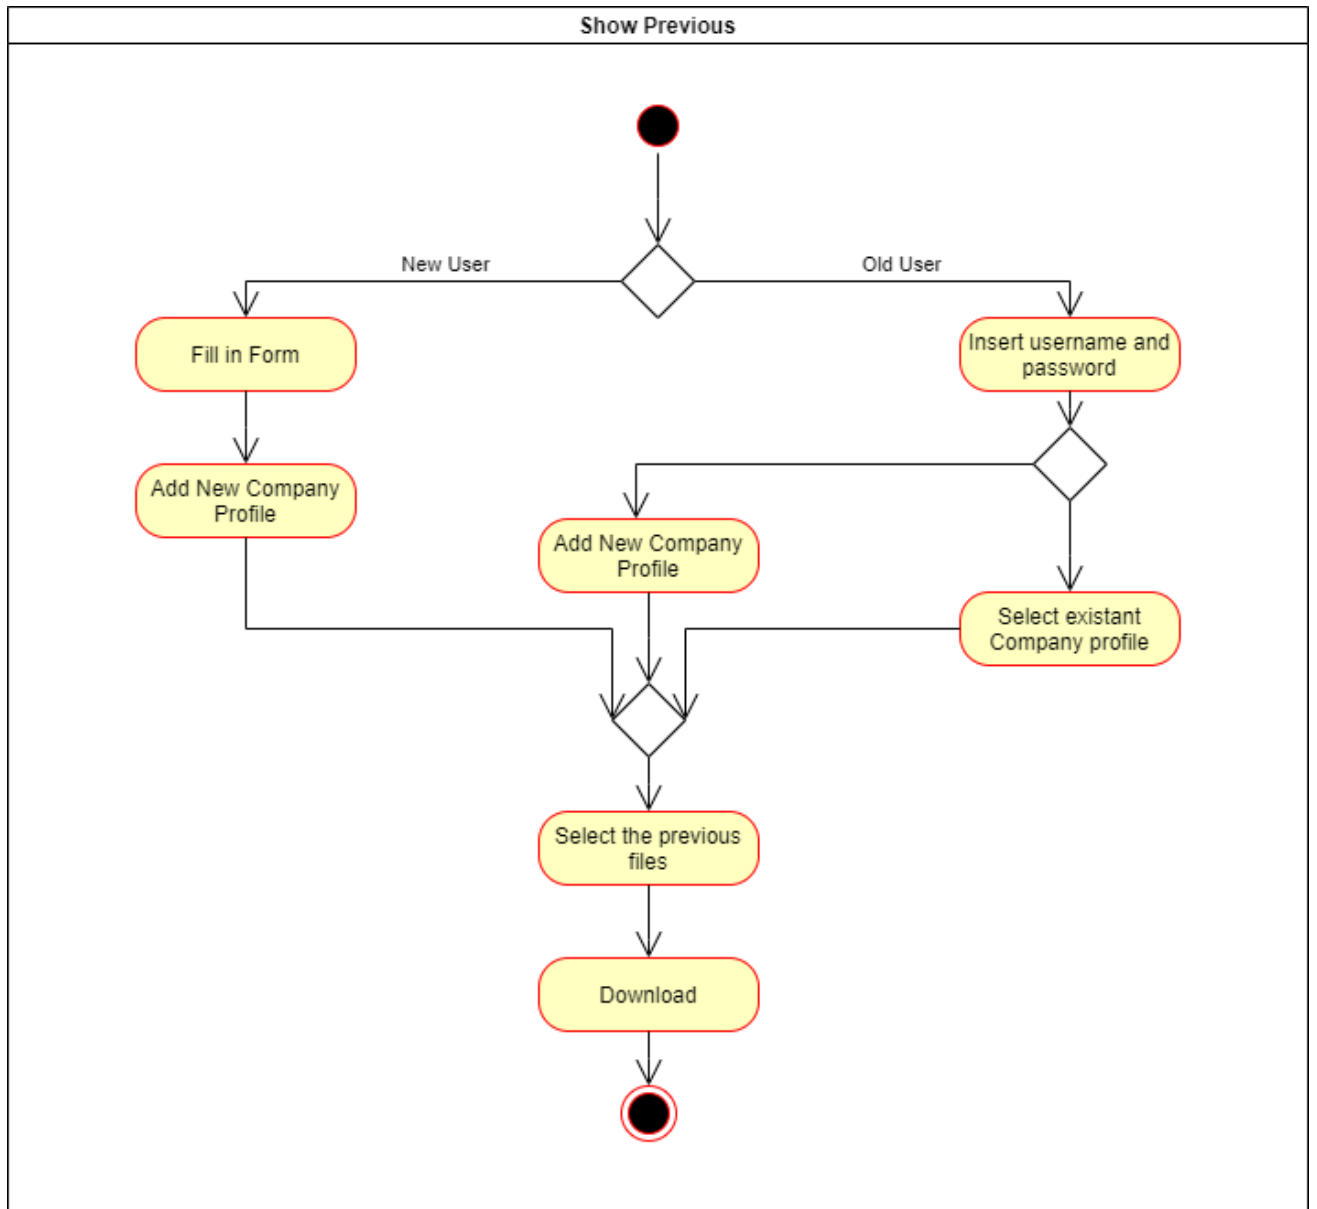 Show Previous
New User
Old User
Fill in Form
Insert username and
password
Add New Company
Profile
Add New Company
Profile
Select existant
Company profile
Select the previous
files
Download